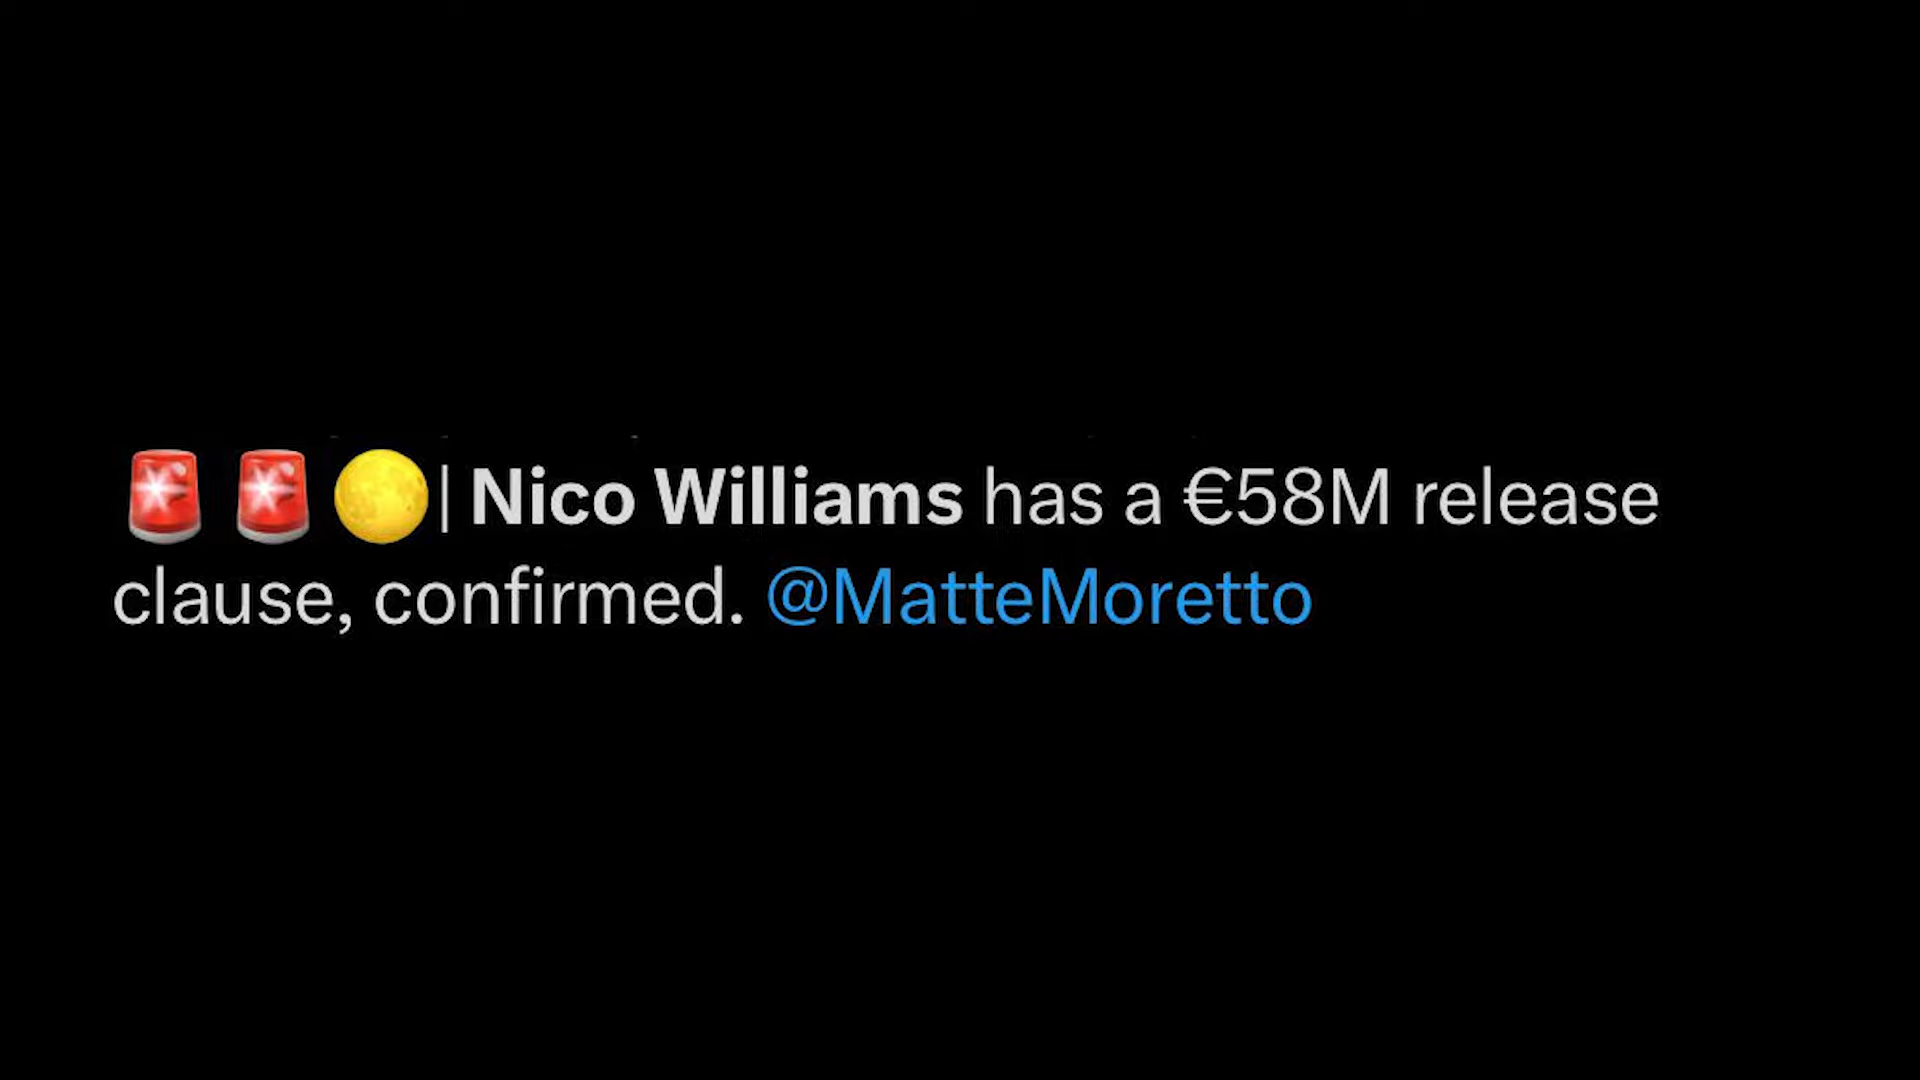 🚨🚨🌕| Nico Williams has a €58M release
clause, confirmed. @MatteMoretto